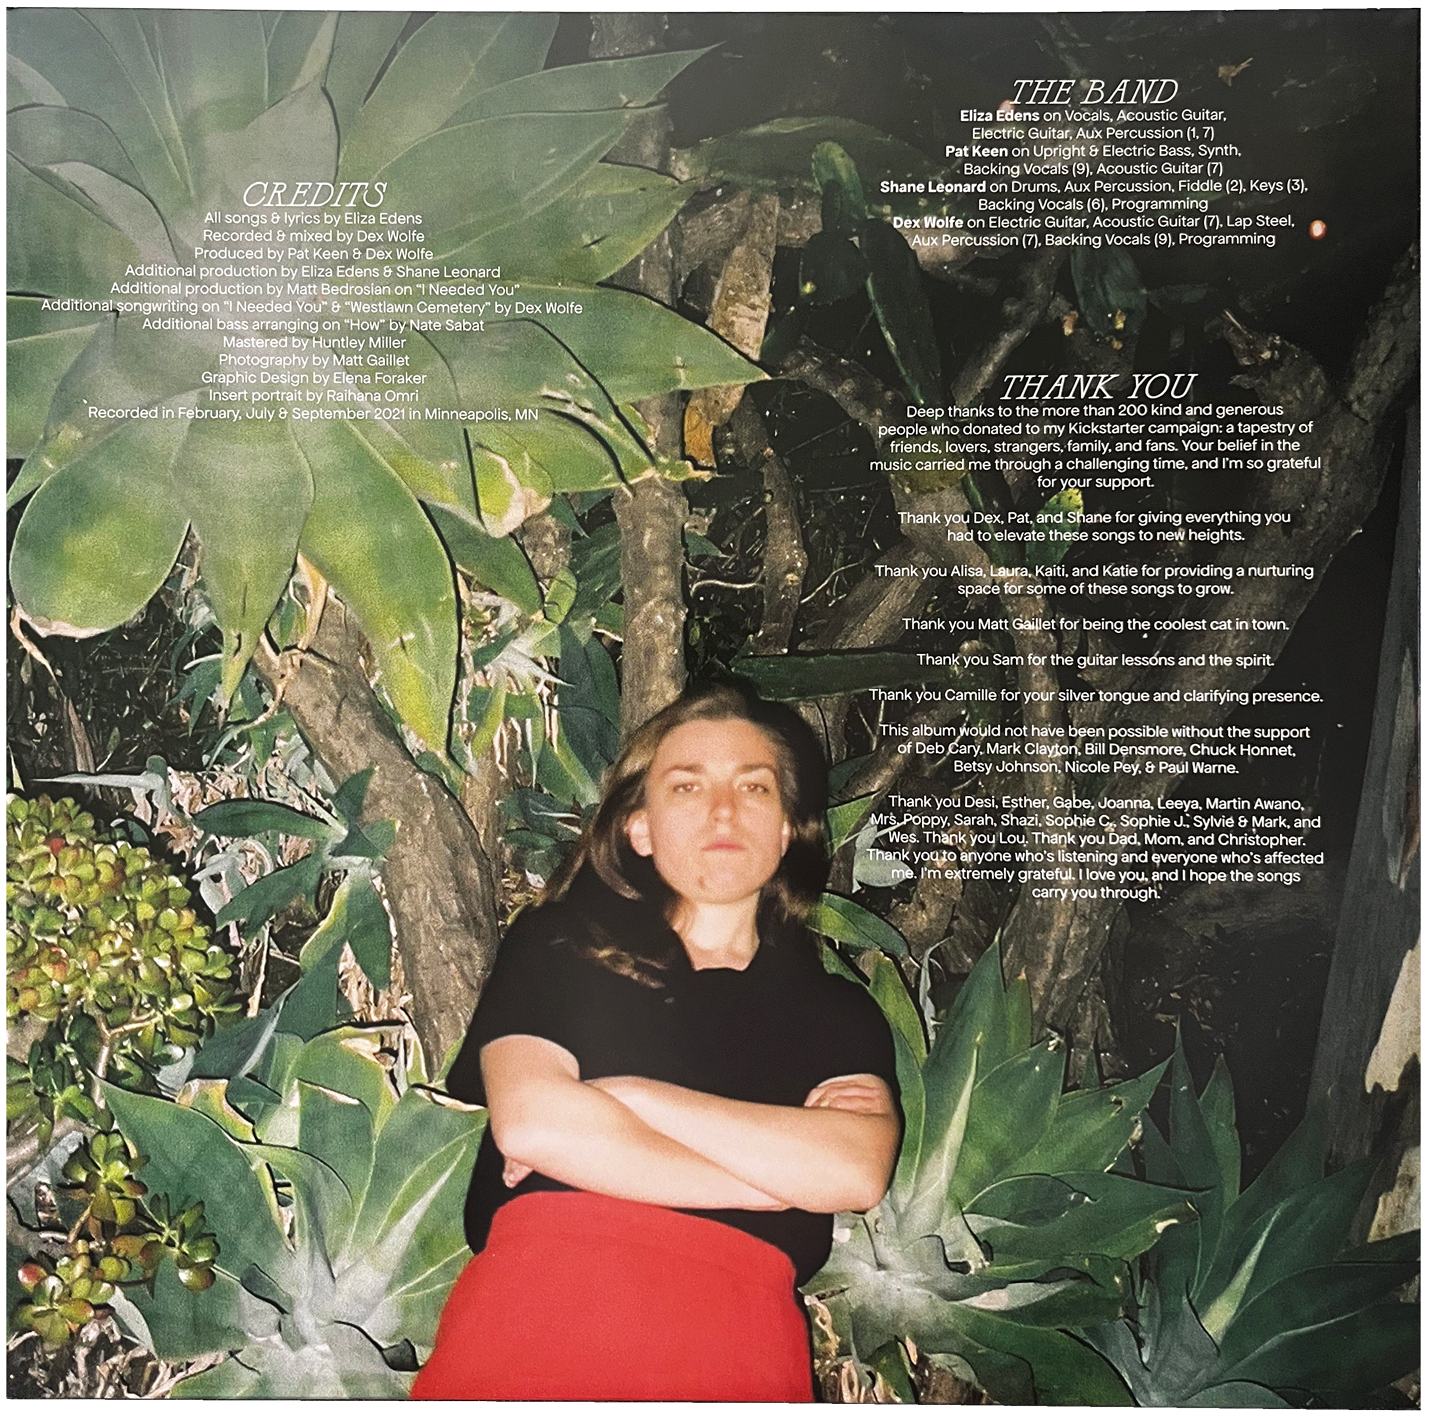 CREDITS
All songs & lyrics by Eliza Edens
Recorded & mixed by Dex Wolfe
Produced by Pat Keen & Dex Wolfe
Additional production by Eliza Edens & Shane Leonard
Additional production by Matt Bedrosian on “I Needed You”
Additional songwriting on “I Needed You” & “Westlawn Cemetery” by Dex Wolfe
Additional bass arranging on “How” by Nate Sabat
Mastered by Huntley Miller
Photography by Matt Gaillet
Graphic Design by Elena Foraker
Insert portrait by Raihana Omri
Recorded in February, July & September 2021 in Minneapolis, MN
THE BAND
Eliza Edens on Vocals, Acoustic Guitar,
Electric Guitar, Aux Percussion (1, 7)
Pat Keen on Upright & Electric Bass, Synth,
Backing Vocals (9), Acoustic Guitar (7)
Shane Leonard on Drums, Aux Percussion, Fiddle (2), Keys (3),
Backing Vocals (6), Programming
Dex Wolfe on Electric Guitar, Acoustic Guitar (7), Lap Steel,
Aux Percussion (7), Backing Vocals (9), Programming
THANK YOU
Deep thanks to the more than 200 kind and generous
people who donated to my Kickstarter campaign: a tapestry of
friends, lovers, strangers, family, and fans. Your belief in the
music carried me through a challenging time, and I'm so grateful
for your support.
Thank you Dex, Pat, and Shane for giving everything you
had to elevate these songs to new heights.
Thank you Alisa, Laura, Kaiti, and Katie for providing a nurturing
space for some of these songs to grow.
Thank you Matt Gaillet for being the coolest cat in town.
Thank you Sam for the guitar lessons and the spirit.
Thank you Camille for your silver tongue and clarifying presence.
This album would not have been possible without the support
of Deb Cary, Mark Clayton, Bill Densmore, Chuck Honnet,
Betsy Johnson, Nicole Pey, & Paul Warne.
Thank you Desi, Esther, Gabe, Joanna, Leeya, Martin Awano,
Mrs. Poppy, Sarah, Shazi, Sophie C., Sophie J., Sylvie & Mark, and
Wes. Thank you Lou. Thank you Dad, Mom, and Christopher.
Thank you to anyone who's listening and everyone who's affected
me. I'm extremely grateful. I love you, and I hope the songs
carry you through.